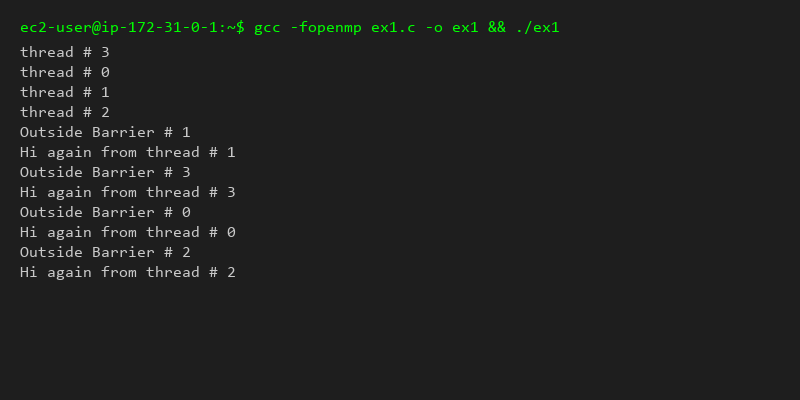 ec2-user@ip-172-31-0-1:~$ gcc -fopenmp ex1.c -o ex1 && ./ex1
thread # 3
thread # 0
thread # 1
thread # 2
Outside Barrier # 1
Hi again from thread # 1
Outside Barrier # 3
Hi again from thread # 3
Outside Barrier # 0
Hi again from thread # 0
Outside Barrier # 2
Hi again from thread # 2